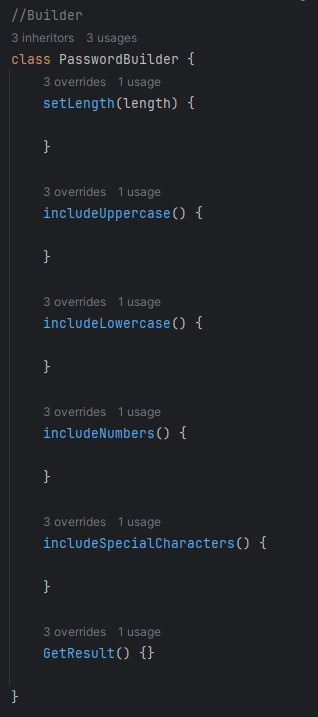 //Builder
3 inheritors   3 usages
class PasswordBuilder {
3 overrides   1 usage
setLength(length) {
}
3 overrides   1 usage
includeUppercase() {
}
3 overrides   1 usage
includeLowercase() {
}
3 overrides   1 usage
includeNumbers() {
}
3 overrides   1 usage
includeSpecialCharacters() {
}
3 overrides   1 usage
GetResult() {}
}